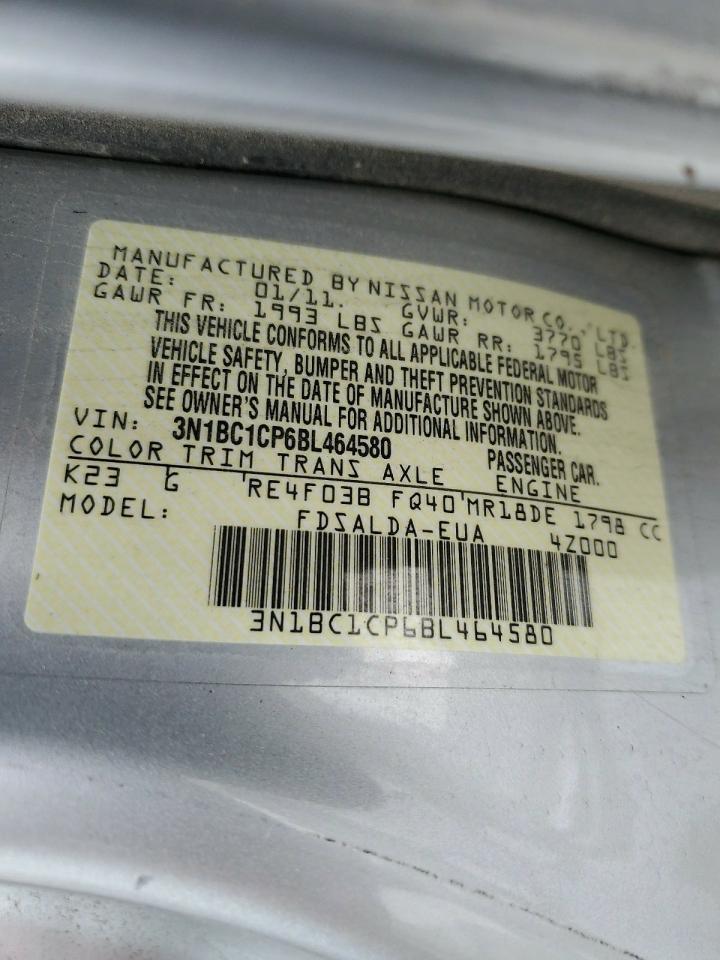 MANUFACTURED BY NISSAN MOTOR CO., LTD.
DATE: 01/11. GVWR: 3770 LBS
GAWR FR: 1993 LBS GAWR RR: 1795 LBS
THIS VEHICLE CONFORMS TO ALL APPLICABLE FEDERAL MOTOR
VEHICLE SAFETY, BUMPER AND THEFT PREVENTION STANDARDS
IN EFFECT ON THE DATE OF MANUFACTURE SHOWN ABOVE.
SEE OWNER'S MANUAL FOR ADDITIONAL INFORMATION.
VIN: 3N1BC1CP6BL464580 PASSENGER CAR.
COLOR TRIM TRANS AXLE ENGINE
K23 G RE4F03B FQ40 MR18DE 1798 CC
MODEL: FDSALDA-EUA 4Z000
3N1BC1CP6BL464580